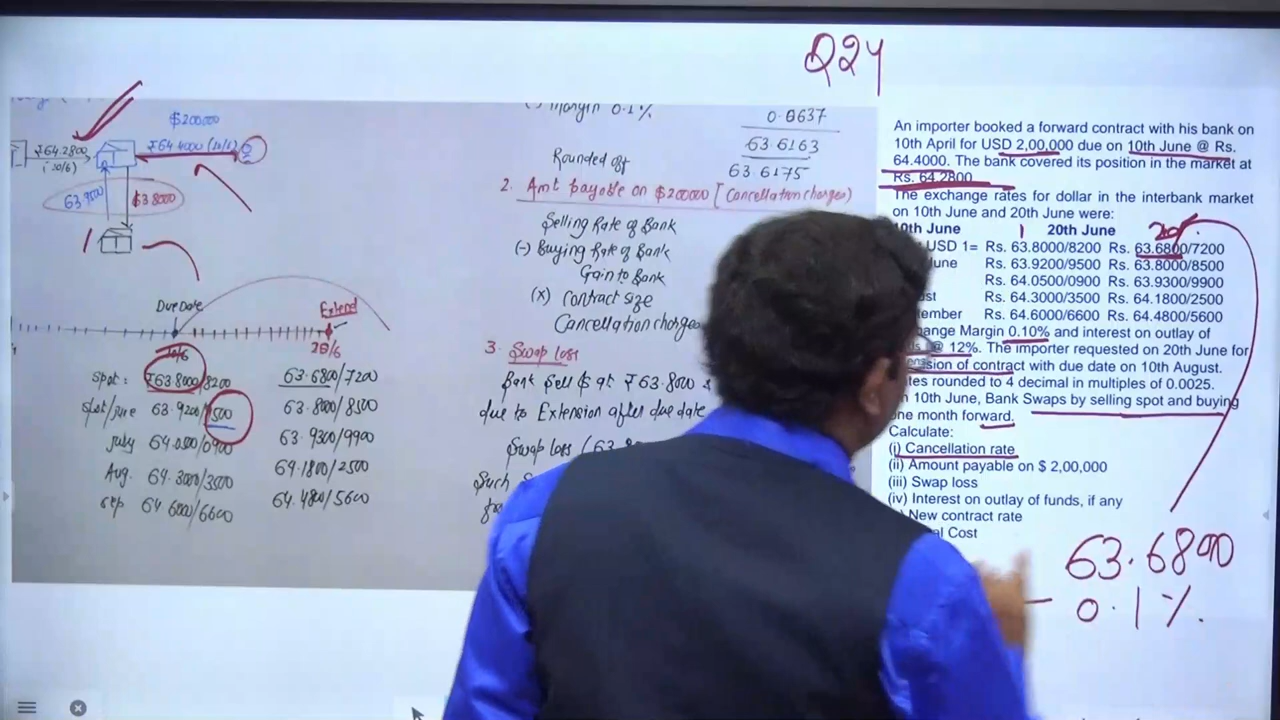 Q24
$200000
₹64.2800
(10/6)
₹64.4000 (10/6)
63.9500
₹63.8000
Due Date
Extend
10/6
20/6
Spot: ₹63.8000/8200 63.6800/7200
Spot/June 63.9200/9500 63.8000/8500
July 64.0500/0900 63.9300/9900
Aug. 64.3000/3500 64.1800/2500
Sep 64.6000/6600 64.4800/5600
(-) Margin 0.1% 0.0637
63.6163
Rounded off 63.6175
2. Amt payable on $200000 [Cancellation charges)
Selling Rate of Bank
(-) Buying Rate of Bank
Gain to Bank
(x) Contract size
Cancellation charges
3. Swap loss
Bank Sell $ at ₹63.8000
due to Extension after due date
Swap loss (63.
An importer booked a forward contract with his bank on
10th April for USD 2,00,000 due on 10th June @ Rs.
64.4000. The bank covered its position in the market at
Rs. 64.2800
The exchange rates for dollar in the interbank market
on 10th June and 20th June were:
10th June 20th June
USD 1= Rs. 63.8000/8200 Rs. 63.6800/7200
une Rs. 63.9200/9500 Rs. 63.8000/8500
Rs. 64.0500/0900 Rs. 63.9300/9900
st Rs. 64.3000/3500 Rs. 64.1800/2500
ember Rs. 64.6000/6600 Rs. 64.4800/5600
ange Margin 0.10% and interest on outlay of
@ 12%. The importer requested on 20th June for
ension of contract with due date on 10th August.
tes rounded to 4 decimal in multiples of 0.0025.
10th June, Bank Swaps by selling spot and buying
one month forward.
Calculate:
(i) Cancellation rate
(ii) Amount payable on $ 2,00,000
(iii) Swap loss
(iv) Interest on outlay of funds, if any
New contract rate
Cost
63.6800
- 0.1%.